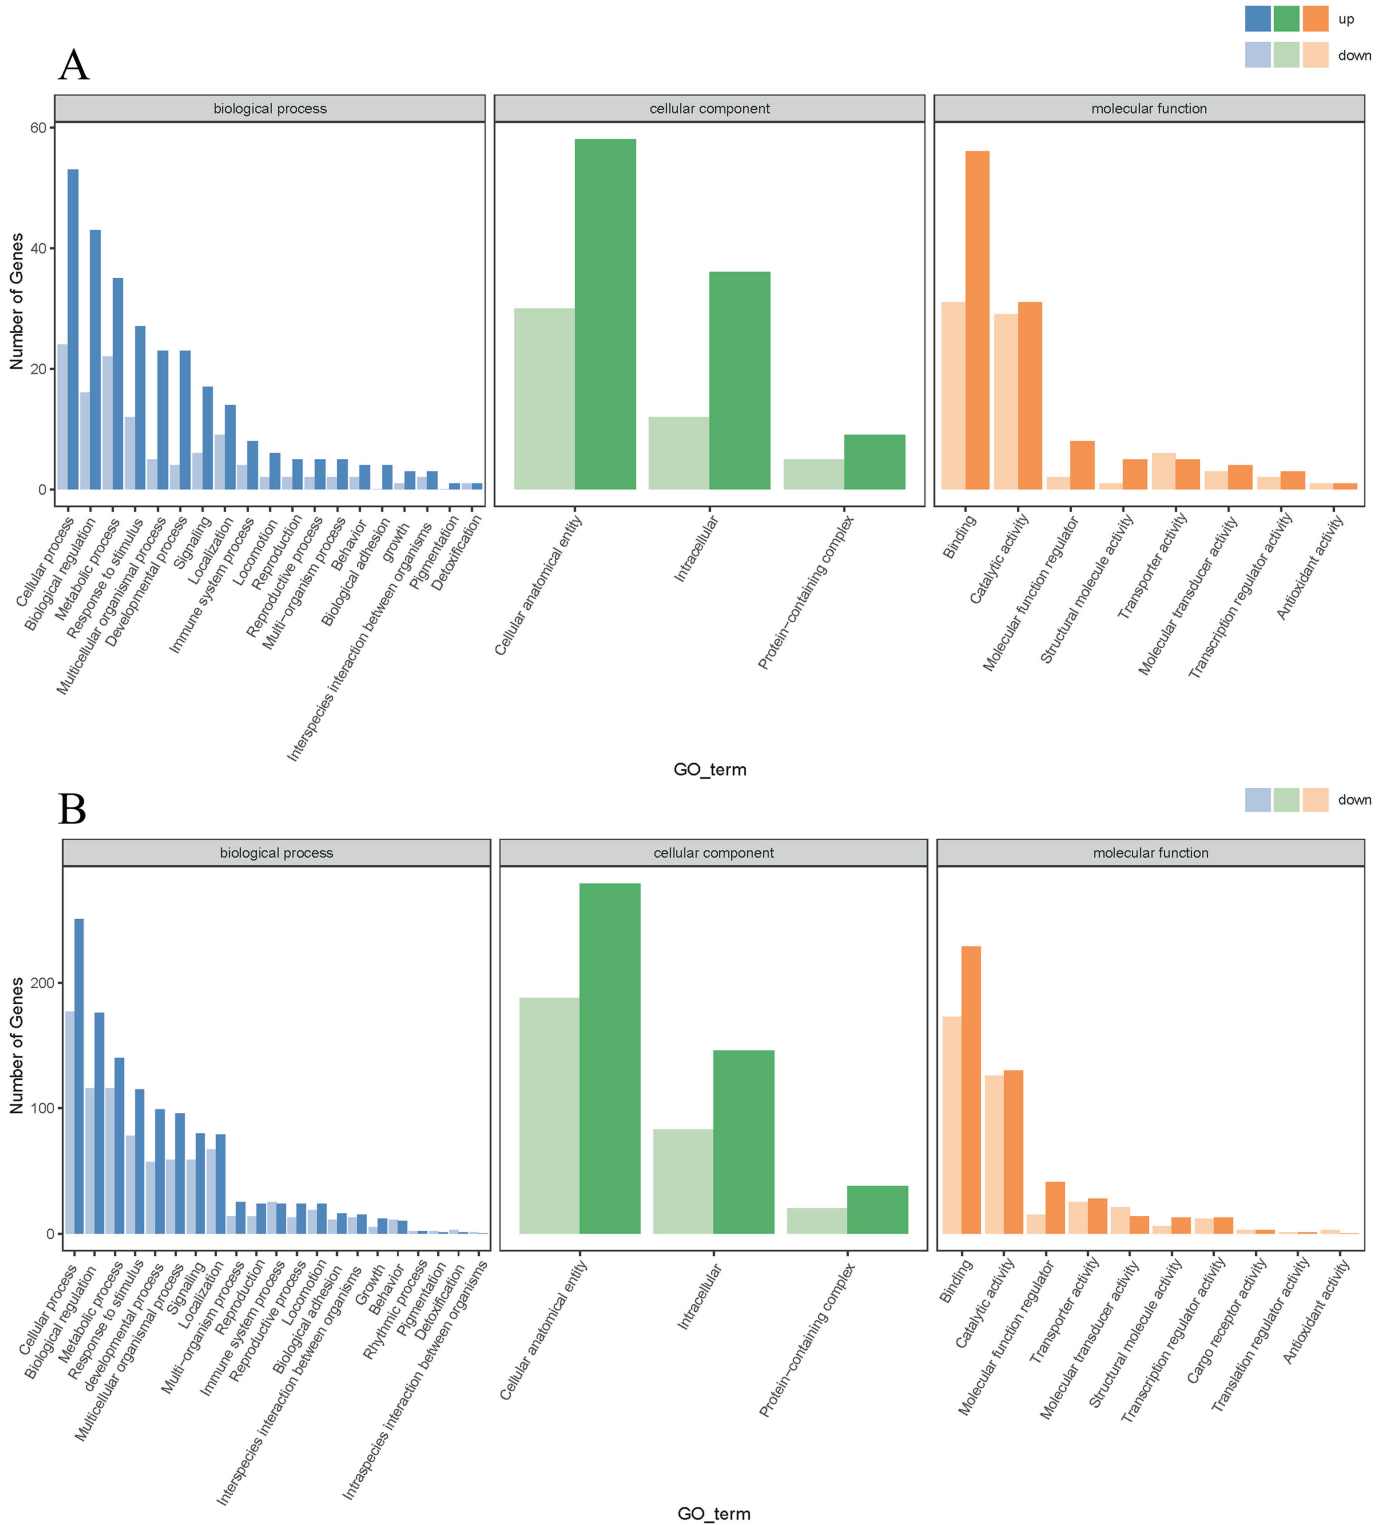 up
down
A
biological process
cellular component
molecular function
Number of Genes
60
40
20
0
Cellular process
Biological regulation
Metabolic process
Response to stimulus
Multicellular organismal process
Developmental process
Signaling
Localization
Immune system process
Locomotion
Reproduction
Reproductive process
Multi−organism process
Behavior
Biological adhesion
growth
Interspecies interaction between organisms
Pigmentation
Detoxification
Cellular anatomical entity
Intracellular
Protein−containing complex
Binding
Catalytic activity
Molecular function regulator
Structural molecule activity
Transporter activity
Molecular transducer activity
Transcription regulator activity
Antioxidant activity
GO_term
B
down
biological process
cellular component
molecular function
Number of Genes
200
100
0
Cellular process
Biological regulation
Metabolic process
Response to stimulus
developmental process
Multicellular organismal process
Signaling
Localization
Multi−organism process
Reproduction
Immune system process
Reproductive process
Locomotion
Biological adhesion
Interspecies interaction between organisms
Growth
Behavior
Rhythmic process
Pigmentation
Detoxification
Intraspecies interaction between organisms
Cellular anatomical entity
Intracellular
Protein−containing complex
Binding
Catalytic activity
Molecular function regulator
Transporter activity
Molecular transducer activity
Structural molecule activity
Transcription regulator activity
Cargo receptor activity
Translation regulator activity
Antioxidant activity
GO_term